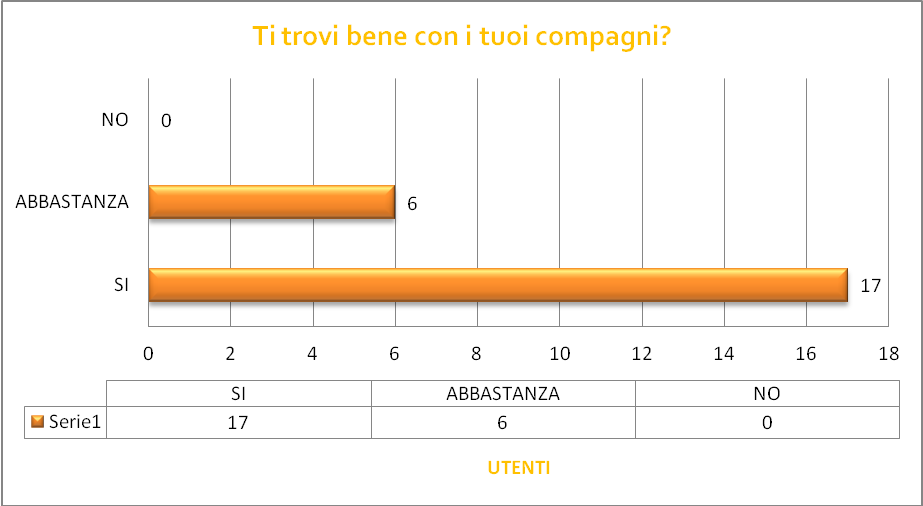 Ti trovi bene con i tuoi compagni?
NO
0
ABBASTANZA
6
SI
17
0 2 4 6 8 10 12 14 16 18
SI ABBASTANZA NO
Serie1 17 6 0
UTENTI